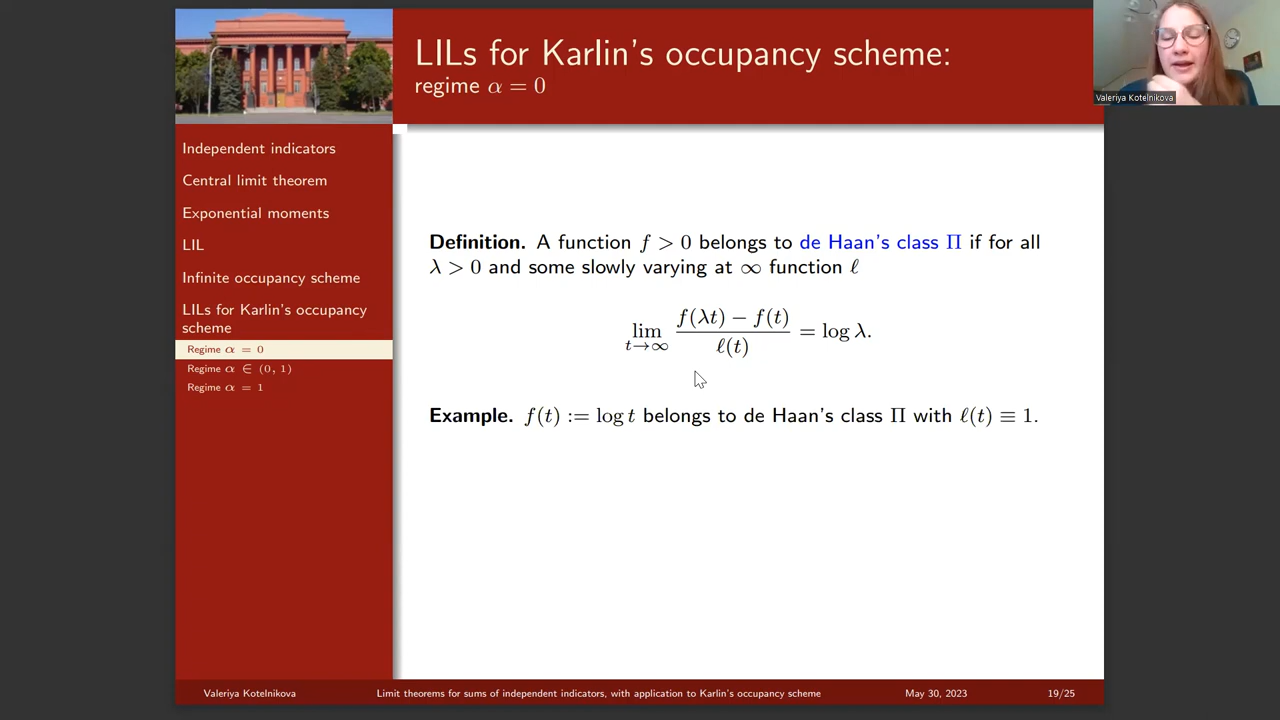 LILs for Karlin's occupancy scheme:
regime α = 0
Valeriya Kotelnikova
Independent indicators
Central limit theorem
Exponential moments
LIL
Infinite occupancy scheme
LILs for Karlin's occupancy
scheme
Regime α = 0
Regime α ∈ (0, 1)
Regime α = 1
Definition. A function f > 0 belongs to de Haan's class Π if for all
λ > 0 and some slowly varying at ∞ function ℓ
lim t→∞ (f(λt) − f(t)) / ℓ(t) = log λ.
Example. f(t) := log t belongs to de Haan's class Π with ℓ(t) ≡ 1.
Valeriya Kotelnikova
Limit theorems for sums of independent indicators, with application to Karlin's occupancy scheme
May 30, 2023
19/25